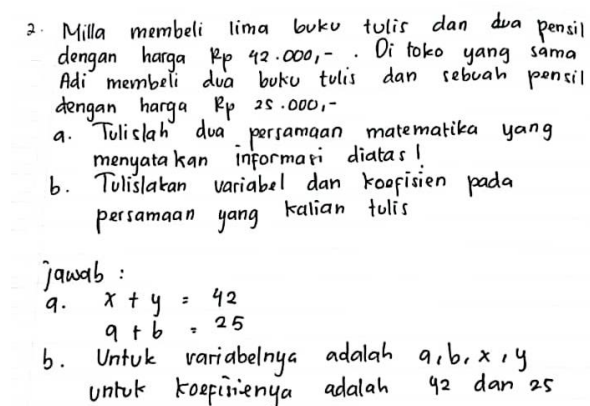 2. Milla membeli lima buku tulis dan dua pensil
dengan harga Rp 42.000,- . Di toko yang sama
Adi membeli dua buku tulis dan sebuah pensil
dengan harga Rp 25.000,-
a. Tulislah dua persamaan matematika yang
menyatakan informasi diatas!
b. Tulislakan variabel dan koefisien pada
persamaan yang kalian tulis
jawab :
a. x + y = 42
a + b = 25
b. Untuk variabelnya adalah a, b, x, y
untuk koefisienya adalah 42 dan 25